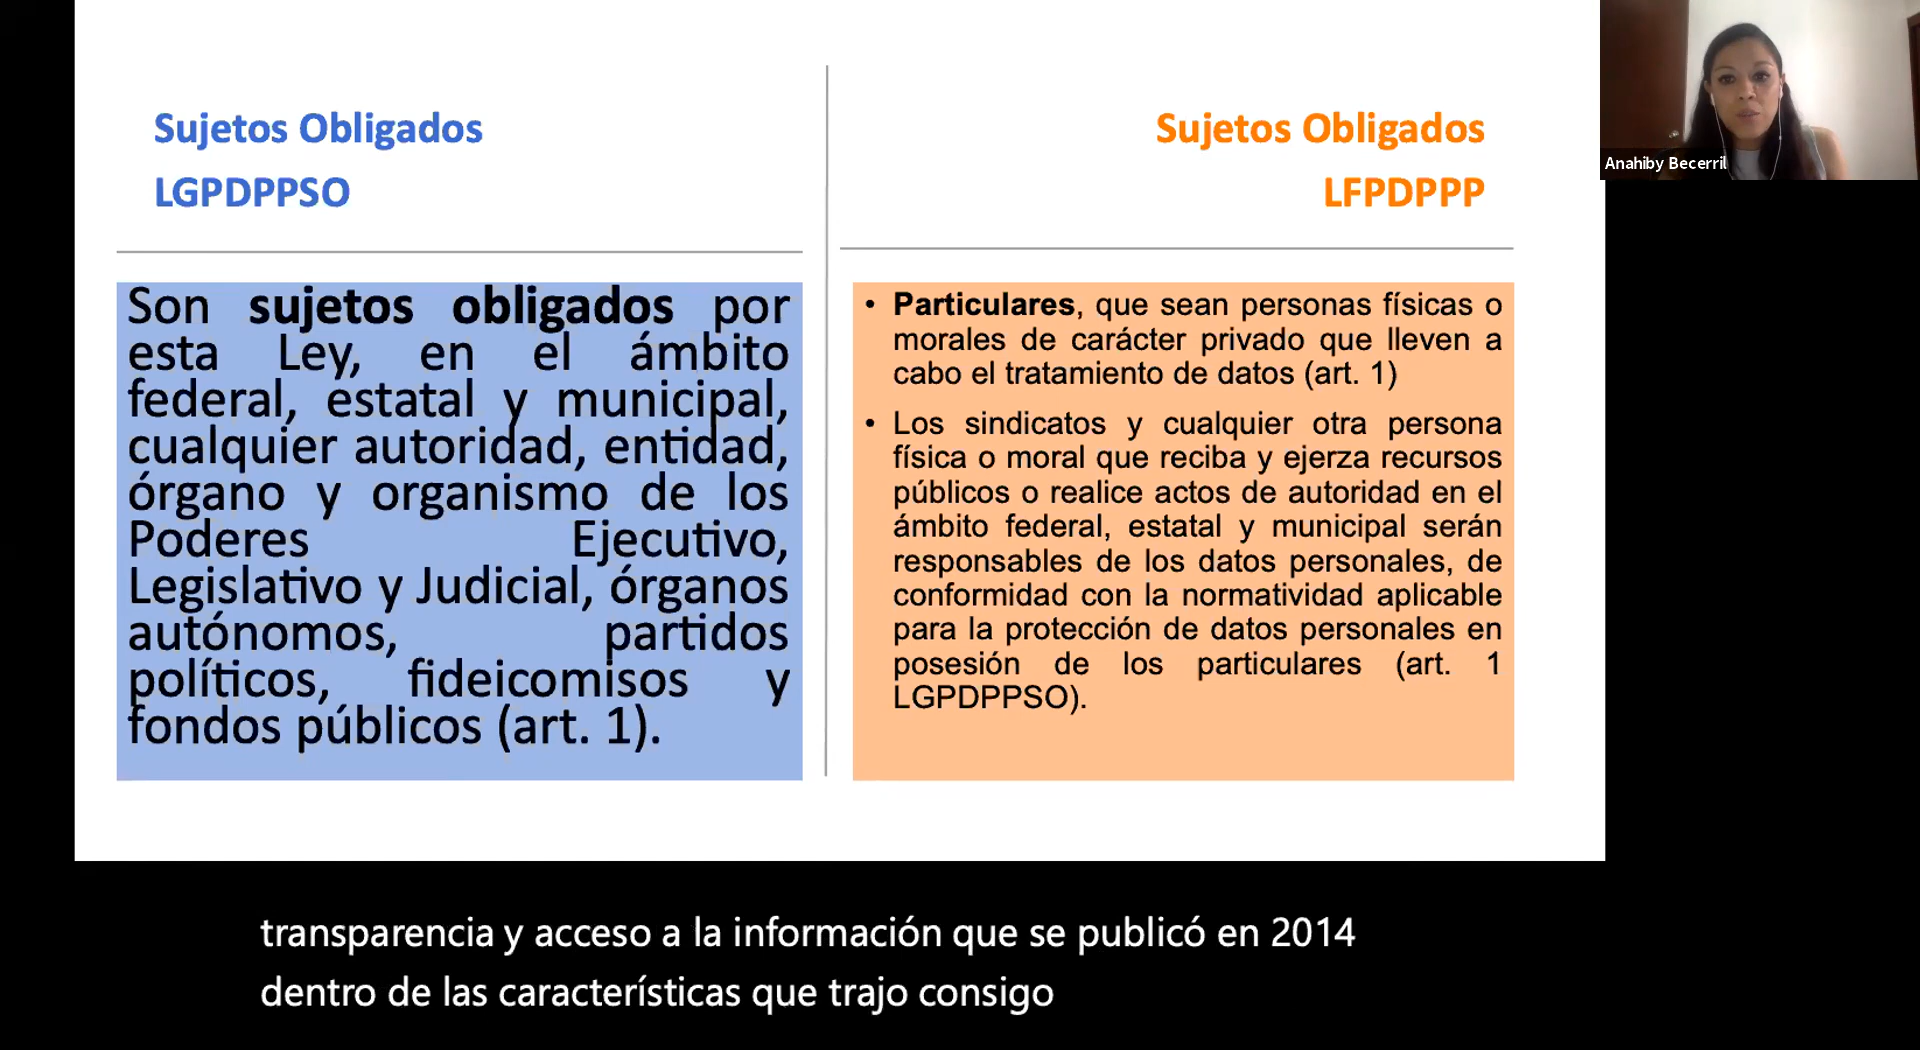 Sujetos Obligados
LGPDPPSO
Son sujetos obligados por
esta Ley, en el ámbito
federal, estatal y municipal,
cualquier autoridad, entidad,
órgano y organismo de los
Poderes Ejecutivo,
Legislativo y Judicial, órganos
autónomos, partidos
políticos, fideicomisos y
fondos públicos (art. 1).
Sujetos Obligados
LFPDPPP
• Particulares, que sean personas físicas o
morales de carácter privado que lleven a
cabo el tratamiento de datos (art. 1)
• Los sindicatos y cualquier otra persona
física o moral que reciba y ejerza recursos
públicos o realice actos de autoridad en el
ámbito federal, estatal y municipal serán
responsables de los datos personales, de
conformidad con la normatividad aplicable
para la protección de datos personales en
posesión de los particulares (art. 1
LGPDPPSO).
Anahiby Becerril
transparencia y acceso a la información que se publicó en 2014
dentro de las características que trajo consigo